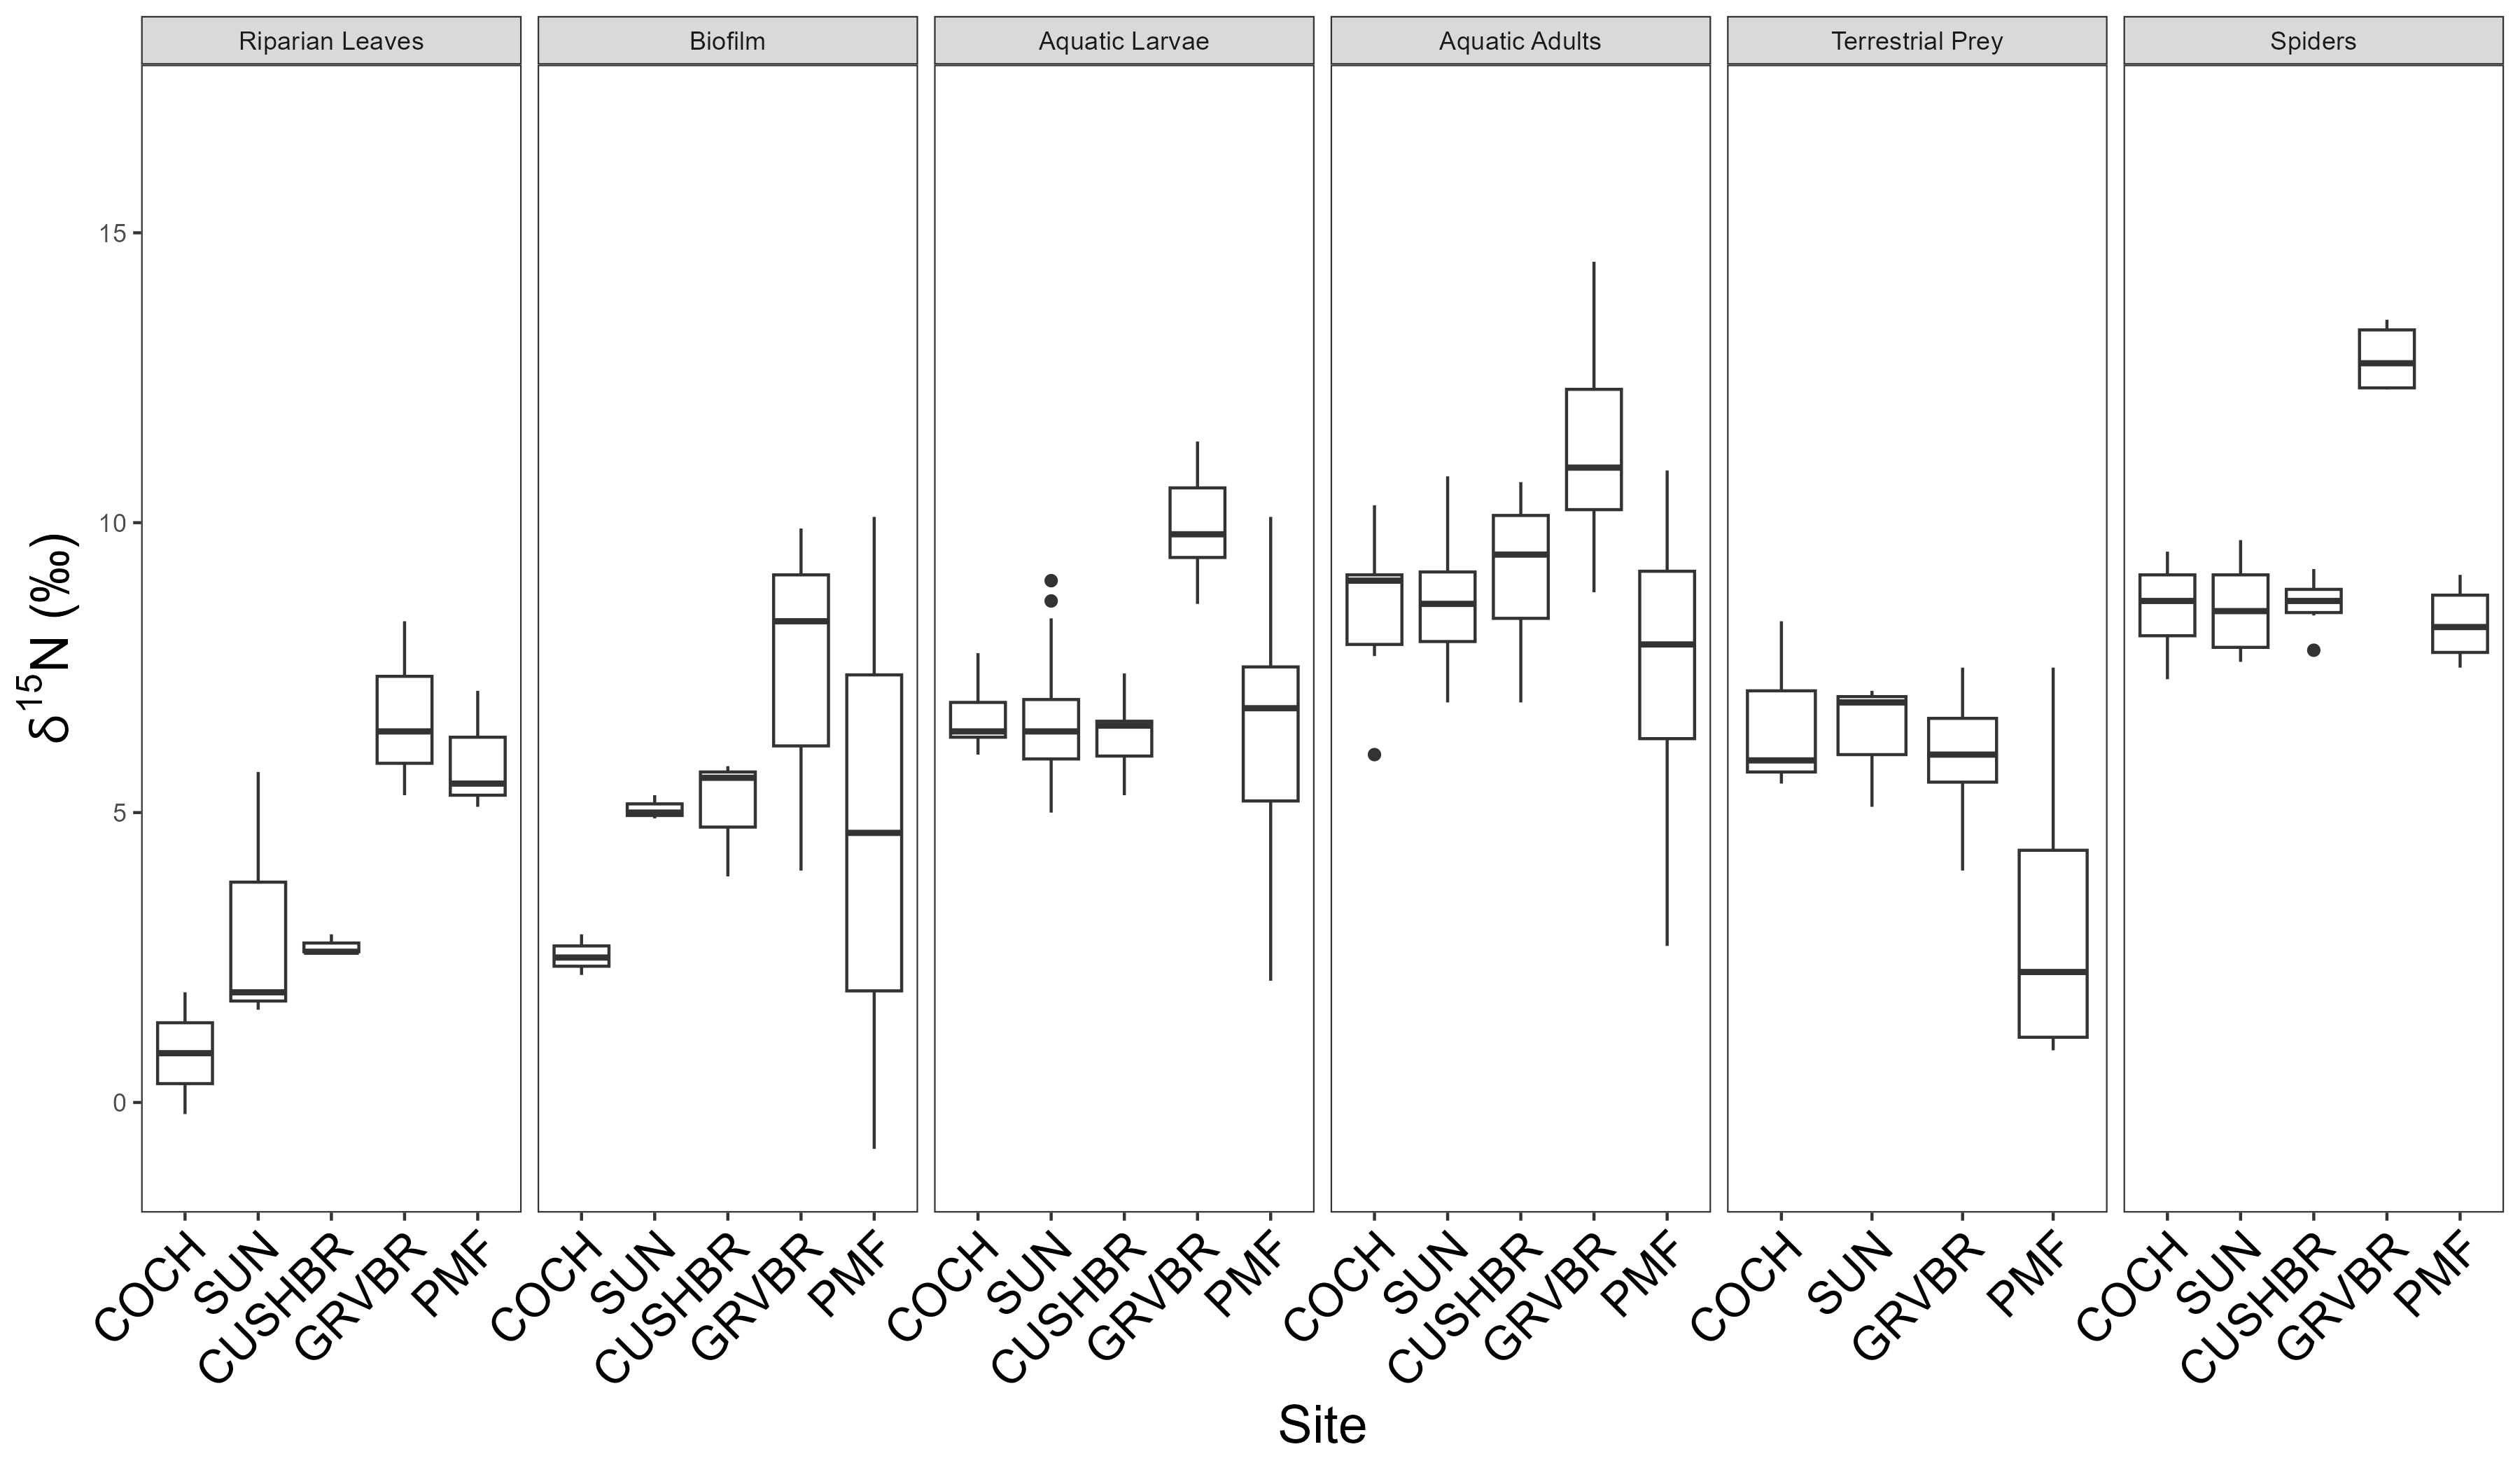 Riparian Leaves
Biofilm
Aquatic Larvae
Aquatic Adults
Terrestrial Prey
Spiders
δ¹⁵N (‰)
15
10
5
0
COCH SUN CUSHBR GRVBR PMF
COCH SUN CUSHBR GRVBR PMF
COCH SUN CUSHBR GRVBR PMF
COCH SUN CUSHBR GRVBR PMF
COCH SUN GRVBR PMF
COCH SUN CUSHBR GRVBR PMF
Site